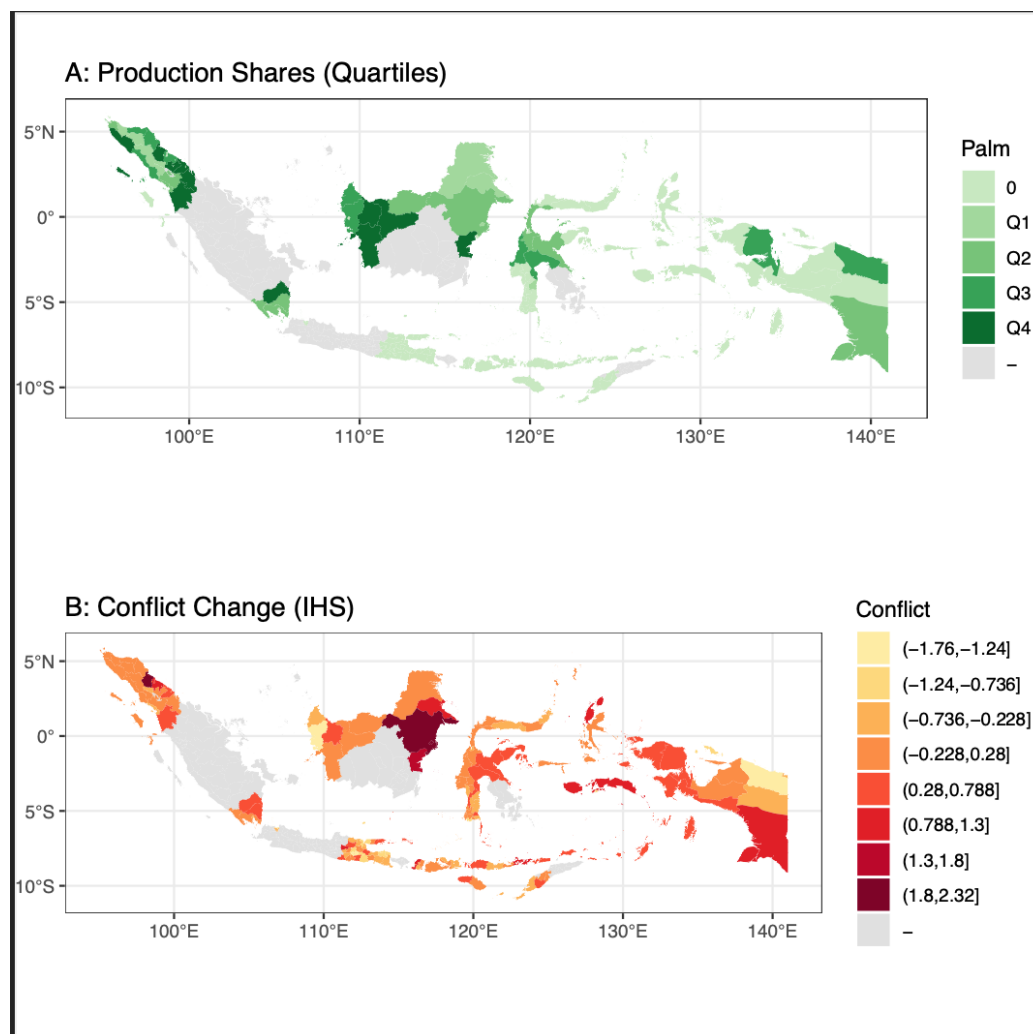 A: Production Shares (Quartiles)
5°N
0°
5°S
10°S
100°E 110°E 120°E 130°E 140°E
Palm
0
Q1
Q2
Q3
Q4
–
B: Conflict Change (IHS)
5°N
0°
5°S
10°S
100°E 110°E 120°E 130°E 140°E
Conflict
(−1.76,−1.24]
(−1.24,−0.736]
(−0.736,−0.228]
(−0.228,0.28]
(0.28,0.788]
(0.788,1.3]
(1.3,1.8]
(1.8,2.32]
–